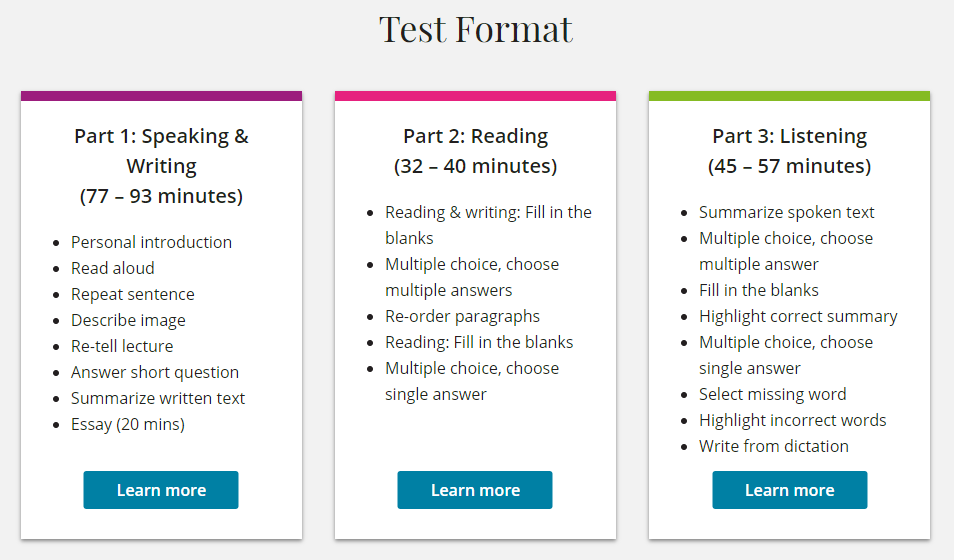 Test Format
Part 1: Speaking &
Writing
(77 – 93 minutes)
• Personal introduction
• Read aloud
• Repeat sentence
• Describe image
• Re-tell lecture
• Answer short question
• Summarize written text
• Essay (20 mins)
Learn more
Part 2: Reading
(32 – 40 minutes)
• Reading & writing: Fill in the
blanks
• Multiple choice, choose
multiple answers
• Re-order paragraphs
• Reading: Fill in the blanks
• Multiple choice, choose
single answer
Learn more
Part 3: Listening
(45 – 57 minutes)
• Summarize spoken text
• Multiple choice, choose
multiple answer
• Fill in the blanks
• Highlight correct summary
• Multiple choice, choose
single answer
• Select missing word
• Highlight incorrect words
• Write from dictation
Learn more